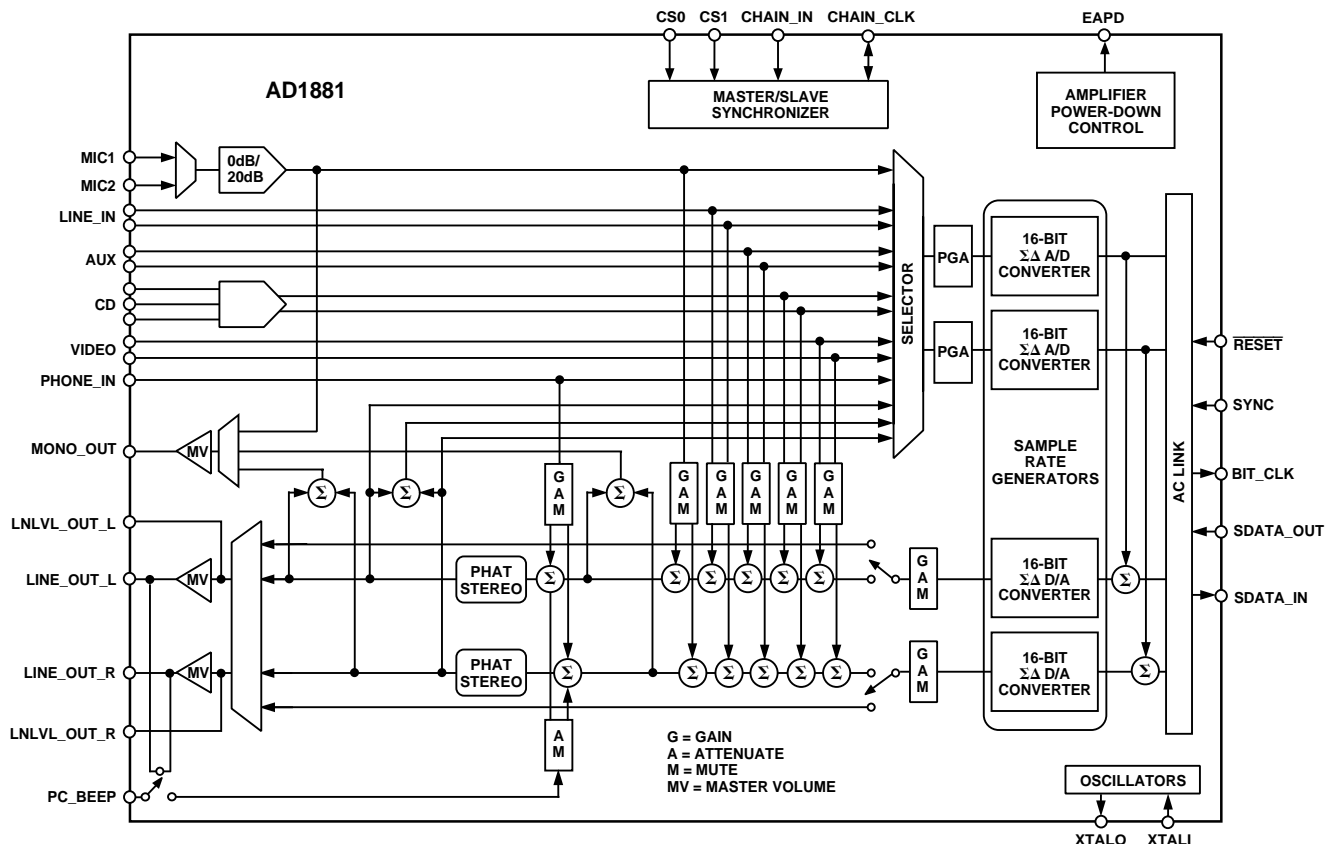 CS0 CS1 CHAIN_IN CHAIN_CLK EAPD
AD1881
MASTER/SLAVE
SYNCHRONIZER
AMPLIFIER
POWER-DOWN
CONTROL
MIC1
MIC2
0dB/
20dB
LINE_IN
AUX
CD
VIDEO
PHONE_IN
SELECTOR
PGA
PGA
16-BIT
ΣΔ A/D
CONVERTER
16-BIT
ΣΔ A/D
CONVERTER
SAMPLE
RATE
GENERATORS
AC LINK
RESET
SYNC
BIT_CLK
SDATA_OUT
SDATA_IN
MONO_OUT
MV
Σ
Σ
G
A
M
Σ
G
A
M
G
A
M
G
A
M
G
A
M
G
A
M
LNLVL_OUT_L
LINE_OUT_L
MV
PHAT
STEREO
Σ
Σ
Σ
Σ
Σ
Σ
G
A
M
16-BIT
ΣΔ D/A
CONVERTER
Σ
LINE_OUT_R
MV
PHAT
STEREO
Σ
Σ
Σ
Σ
Σ
Σ
G
A
M
16-BIT
ΣΔ D/A
CONVERTER
Σ
LNLVL_OUT_R
A
M
G = GAIN
A = ATTENUATE
M = MUTE
MV = MASTER VOLUME
PC_BEEP
OSCILLATORS
XTALO XTALI